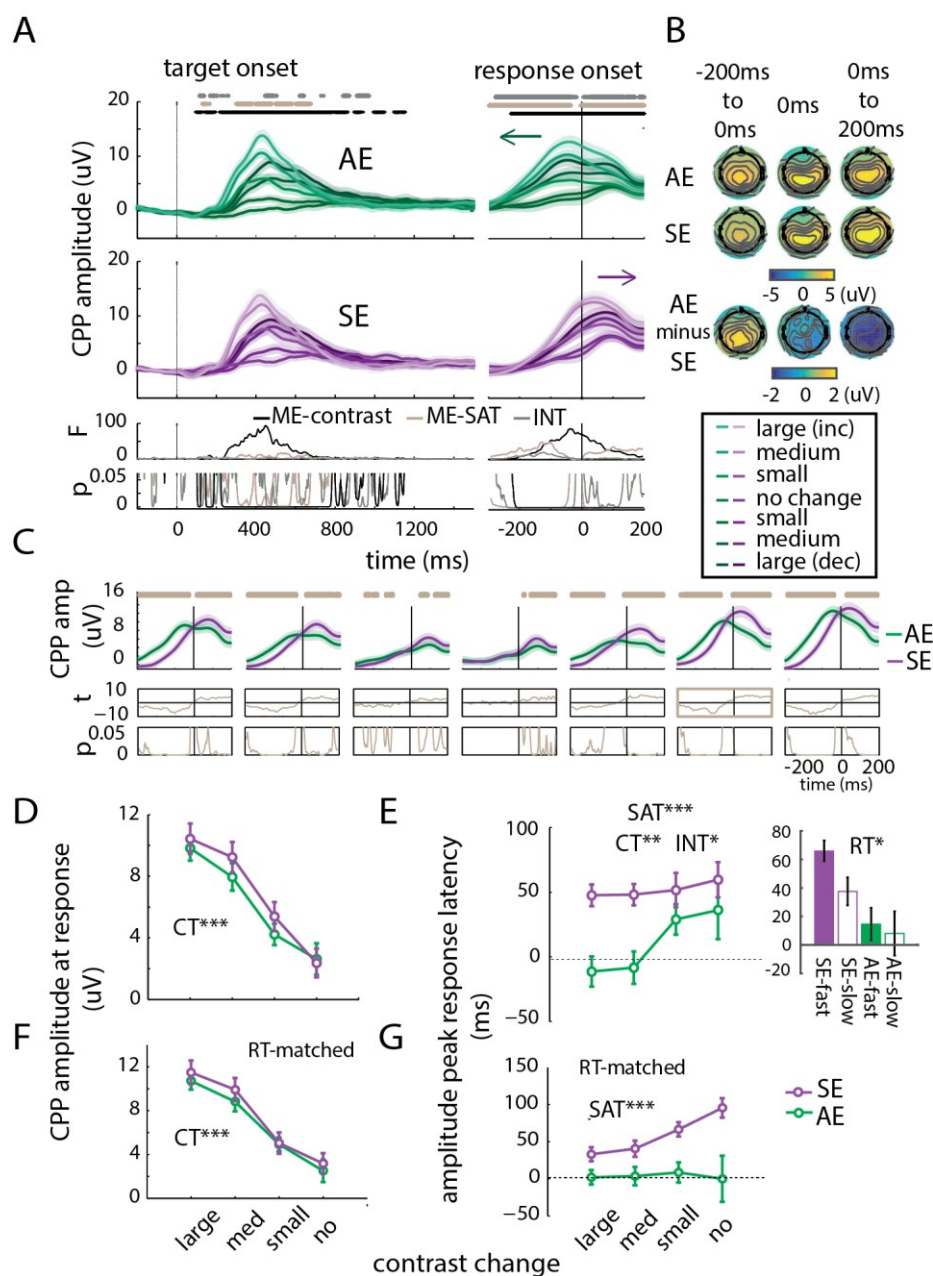 A
B
target onset
response onset
-200ms
to
0ms
0ms
0ms
to
200ms
20
10
0
CPP amplitude (uV)
AE
AE
SE
-5 0 5 (uV)
20
10
0
CPP amplitude (uV)
SE
AE
minus
SE
-2 0 2 (uV)
ME-contrast ME-SAT INT
F
100
0
p
0.05
0
0 400 800 1200
-200 0 200
time (ms)
large (inc)
medium
small
no change
small
medium
large (dec)
C
CPP amp
(uV)
16
8
0
AE
SE
t
10
−10
p
0.05
0
-300 0 200
time (ms)
D
12
8
4
0
CT***
CPP amplitude at response
(uV)
E
SAT***
CT** INT*
100
50
0
−50
amplitude peak response latency
(ms)
RT*
80
60
40
20
0
-20
SE-fast
SE-slow
AE-fast
AE-slow
F
RT-matched
12
8
4
0
CT***
large
med
small
no
G
RT-matched
SAT***
150
100
50
0
−50
SE
AE
large
med
small
no
contrast change